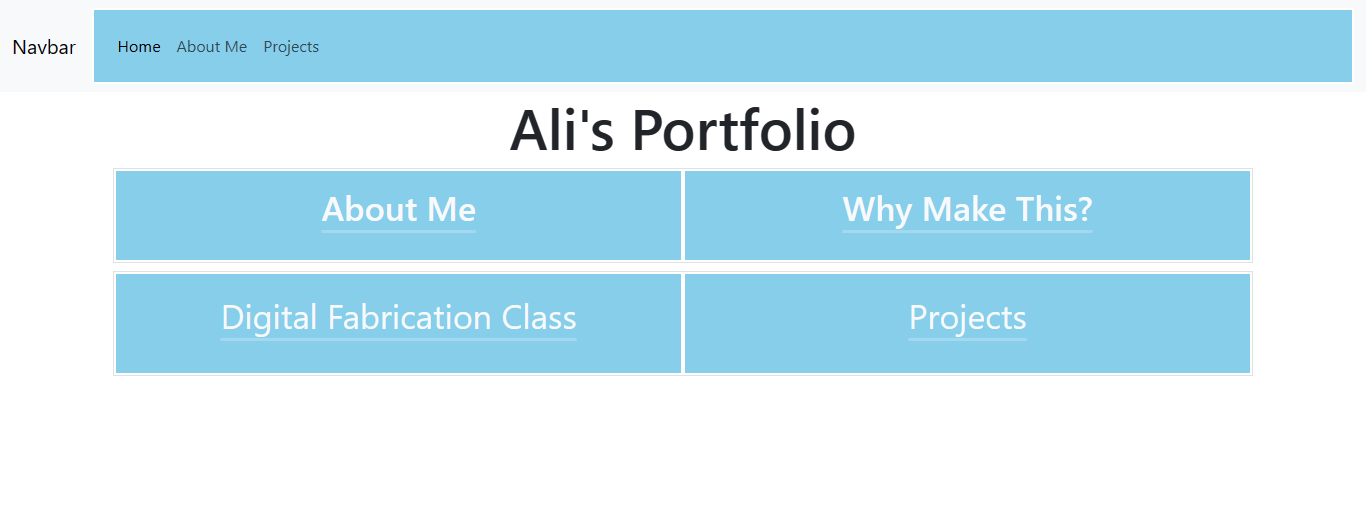 Navbar Home About Me Projects
Ali's Portfolio
About Me Why Make This?
Digital Fabrication Class Projects